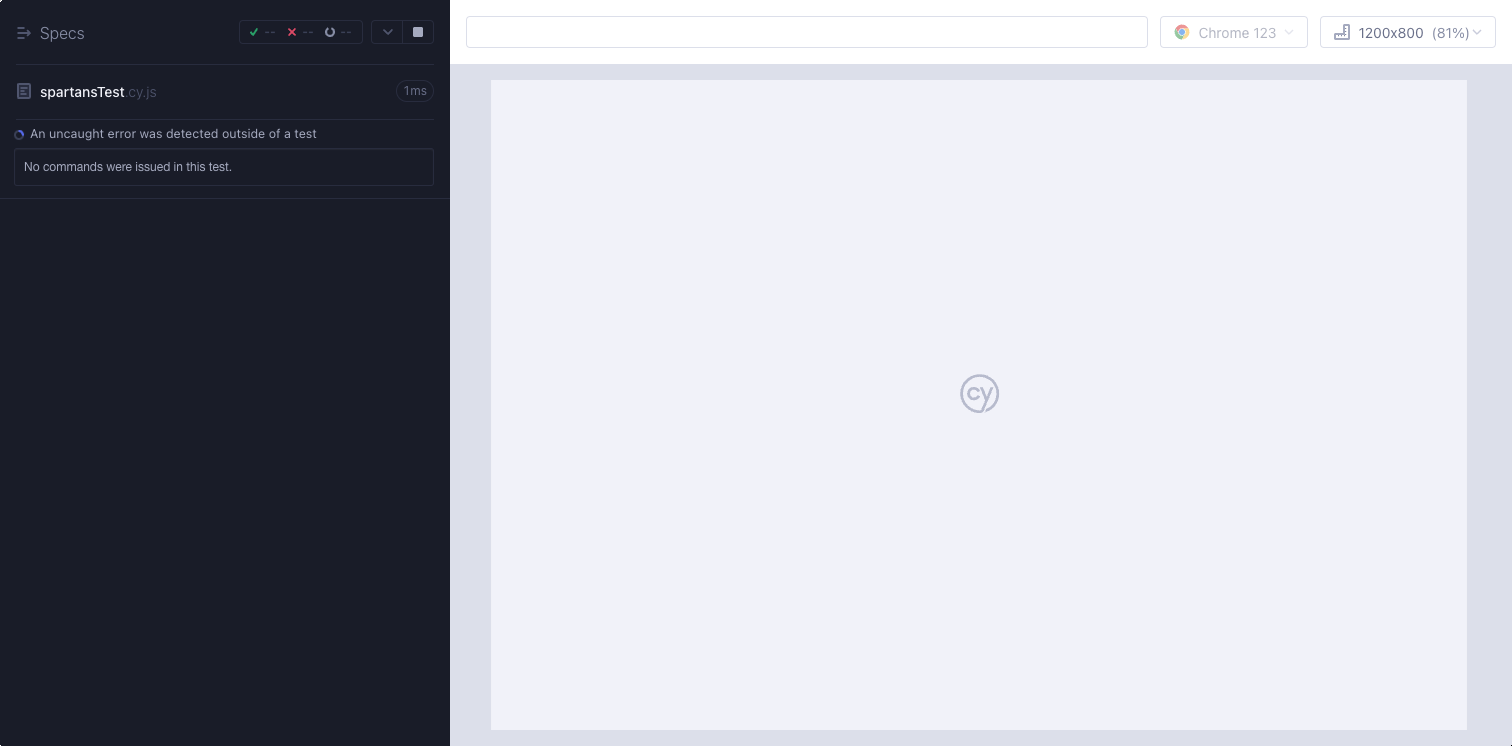 Specs
-- -- --
spartansTest.cy.js
1ms
An uncaught error was detected outside of a test
No commands were issued in this test.
Chrome 123
1200x800 (81%)
cy